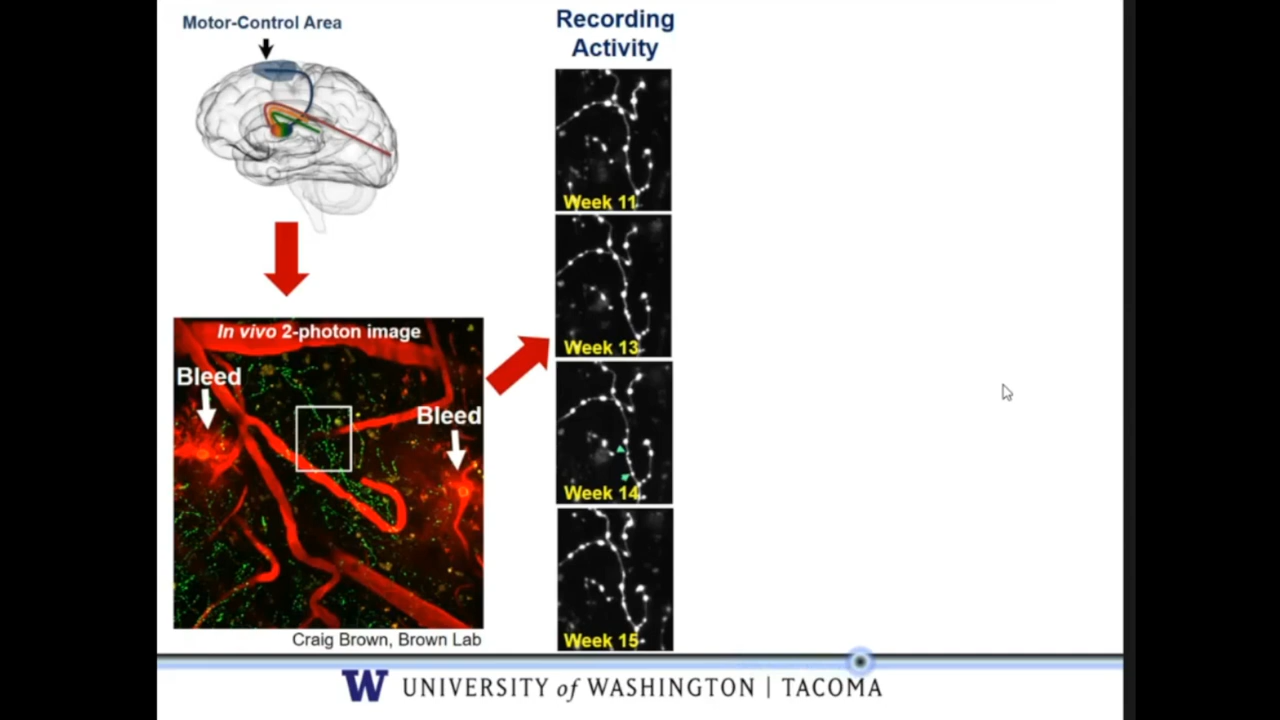 Motor-Control Area
Recording
Activity
Week 11
Week 13
In vivo 2-photon image
Bleed
Bleed
Week 14
Week 15
Craig Brown, Brown Lab
W UNIVERSITY of WASHINGTON | TACOMA